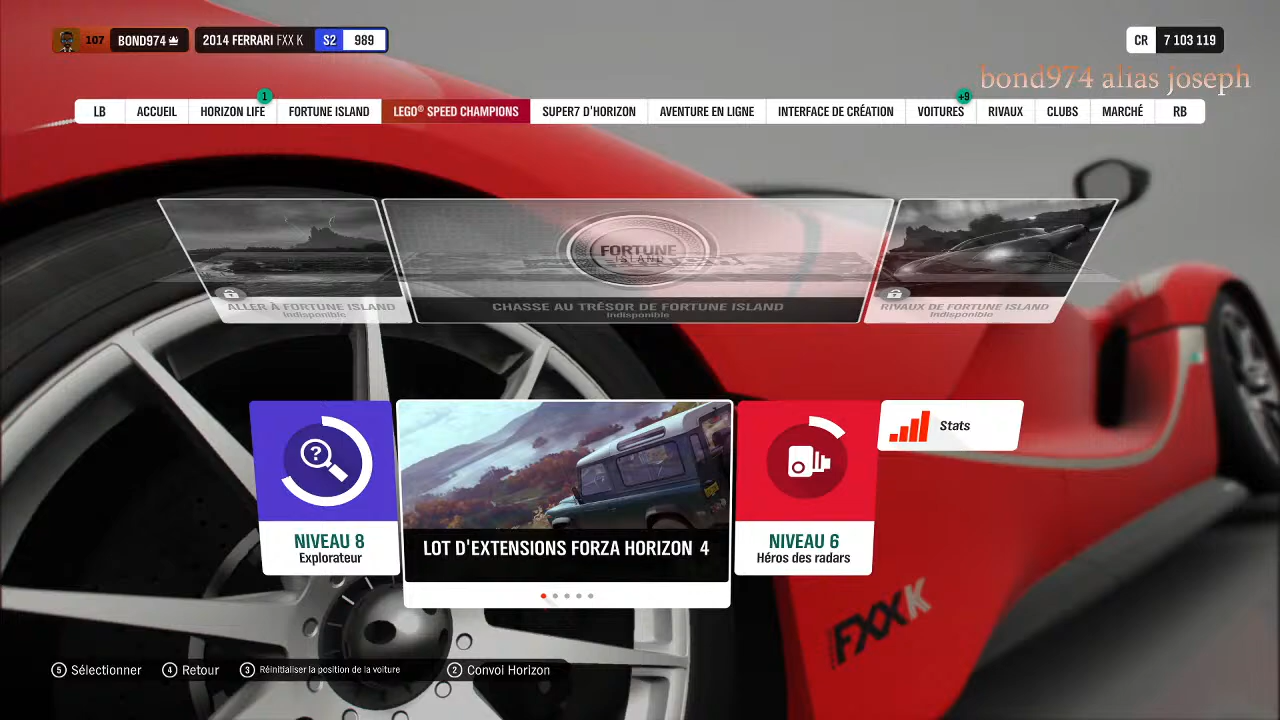 107 BOND974 2014 FERRARI FXX K S2 989 CR 7 103 119
bond974 alias joseph
1 +9
LB ACCUEIL HORIZON LIFE FORTUNE ISLAND LEGO® SPEED CHAMPIONS SUPER7 D'HORIZON AVENTURE EN LIGNE INTERFACE DE CRÉATION VOITURES RIVAUX CLUBS MARCHÉ RB
FORTUNE
ISLAND
ALLER À FORTUNE ISLAND CHASSE AU TRÉSOR DE FORTUNE ISLAND RIVAUX DE FORTUNE ISLAND
Indisponible Indisponible Indisponible
Stats
NIVEAU 8 LOT D'EXTENSIONS FORZA HORIZON 4 NIVEAU 6
Explorateur Héros des radars
FXX K
5 Sélectionner 4 Retour 3 Réinitialiser la position de la voiture 2 Convoi Horizon